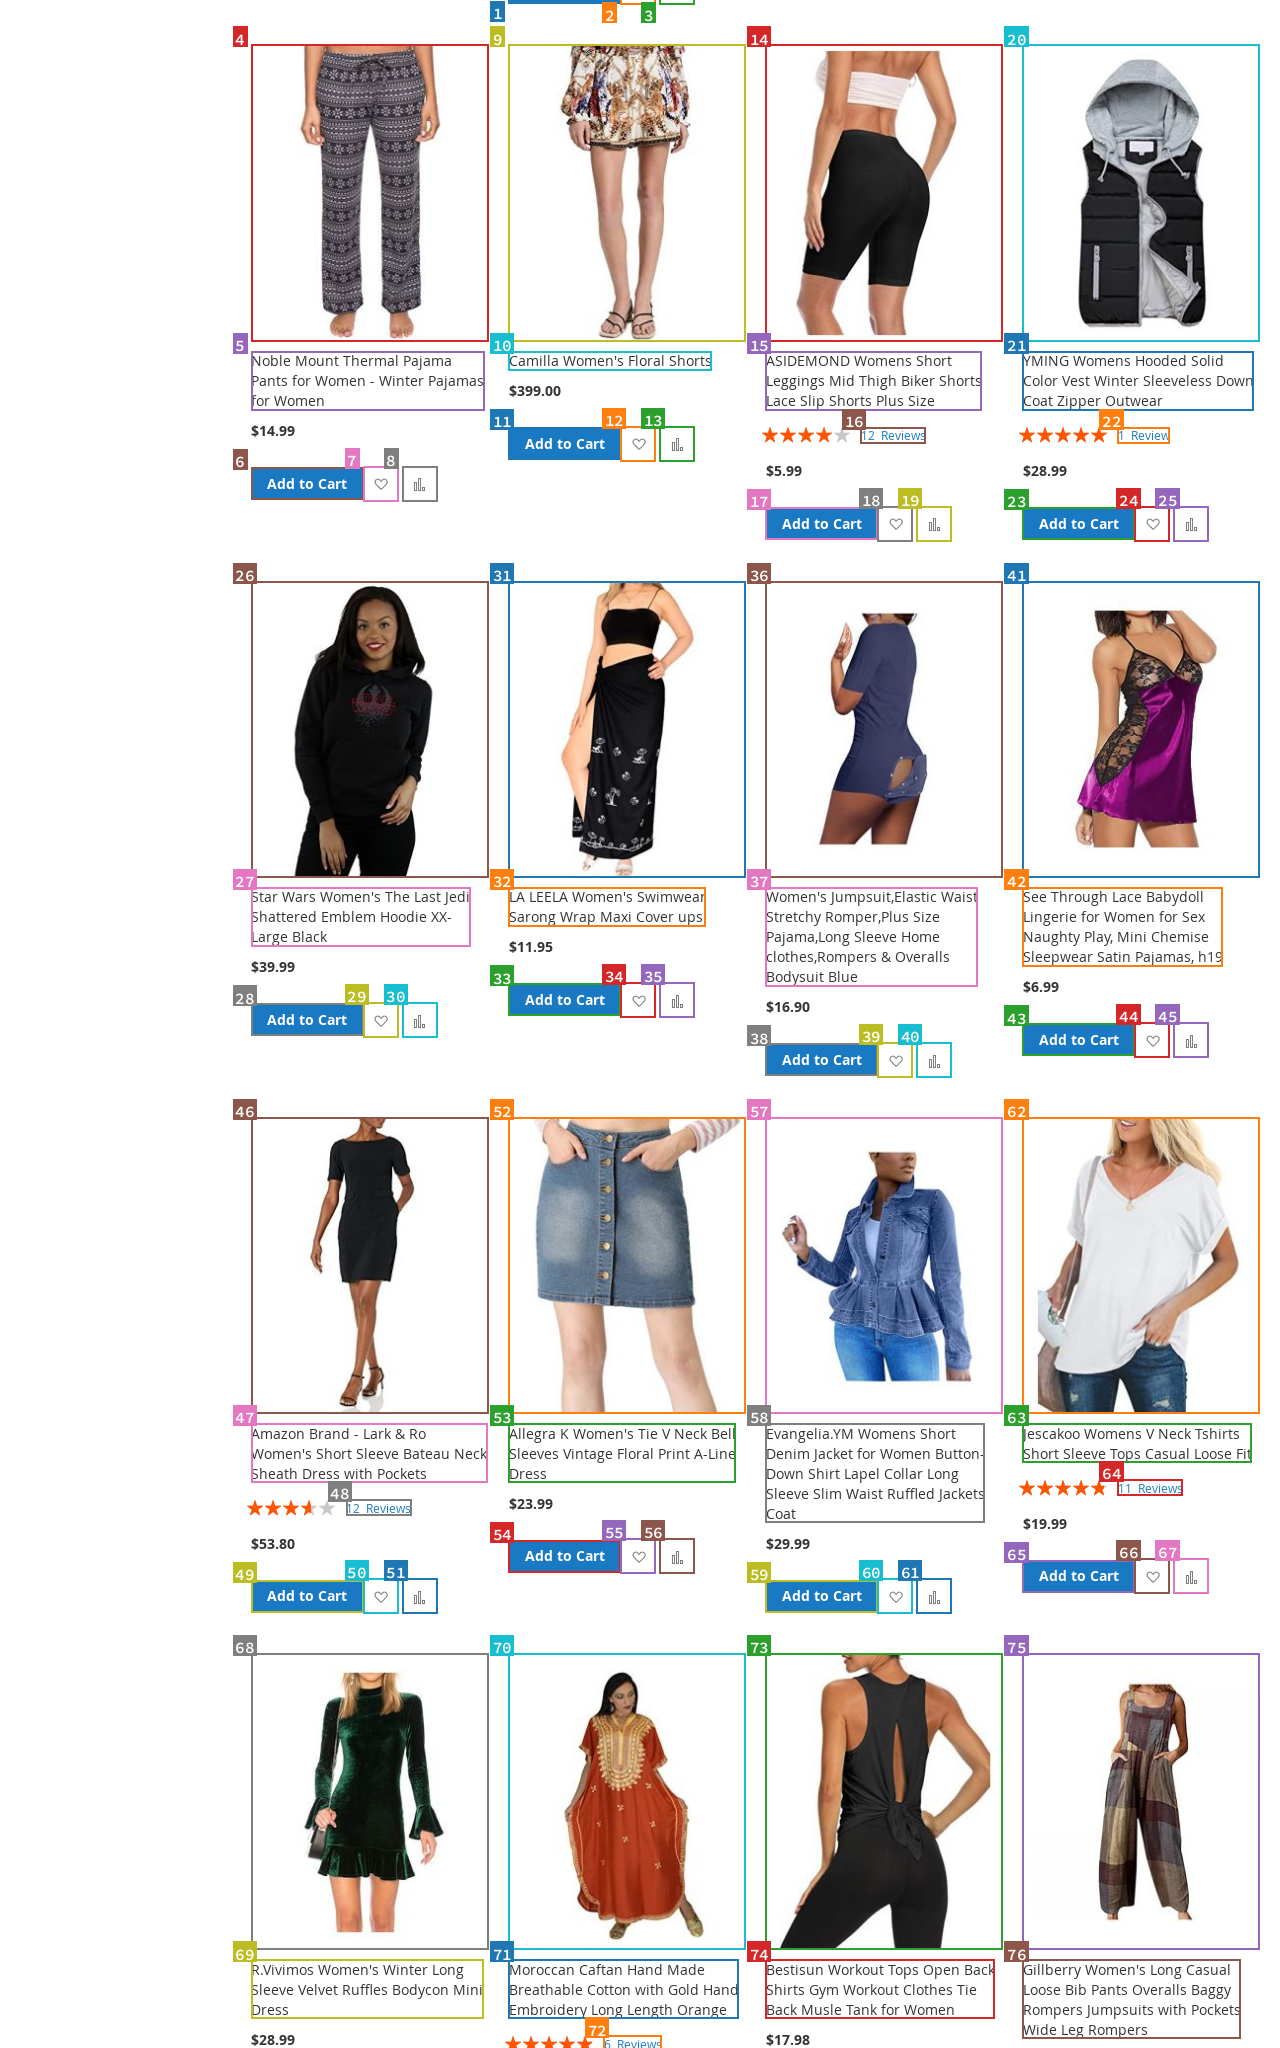 1
2
3
4
9
14
20
5
Noble Mount Thermal Pajama
Pants for Women - Winter Pajamas
for Women
$14.99
6
Add to Cart
7
8
10
Camilla Women's Floral Shorts
$399.00
11
Add to Cart
12
13
15
ASIDEMOND Womens Short
Leggings Mid Thigh Biker Shorts
Lace Slip Shorts Plus Size
16
12 Reviews
$5.99
17
Add to Cart
18
19
21
YMING Womens Hooded Solid
Color Vest Winter Sleeveless Down
Coat Zipper Outwear
22
1 Review
$28.99
23
Add to Cart
24
25
26
31
36
41
27
Star Wars Women's The Last Jedi
Shattered Emblem Hoodie XX-
Large Black
$39.99
28
Add to Cart
29
30
32
LA LEELA Women's Swimwear
Sarong Wrap Maxi Cover ups
$11.95
33
Add to Cart
34
35
37
Women's Jumpsuit,Elastic Waist
Stretchy Romper,Plus Size
Pajama,Long Sleeve Home
clothes,Rompers & Overalls
Bodysuit Blue
$16.90
38
Add to Cart
39
40
42
See Through Lace Babydoll
Lingerie for Women for Sex
Naughty Play, Mini Chemise
Sleepwear Satin Pajamas, h19
$6.99
43
Add to Cart
44
45
46
52
57
62
47
Amazon Brand - Lark & Ro
Women's Short Sleeve Bateau Neck
Sheath Dress with Pockets
48
12 Reviews
$53.80
49
Add to Cart
50
51
53
Allegra K Women's Tie V Neck Bell
Sleeves Vintage Floral Print A-Line
Dress
$23.99
54
Add to Cart
55
56
58
Evangelia.YM Womens Short
Denim Jacket for Women Button-
Down Shirt Lapel Collar Long
Sleeve Slim Waist Ruffled Jackets
Coat
$29.99
59
Add to Cart
60
61
63
Jescakoo Womens V Neck Tshirts
Short Sleeve Tops Casual Loose Fit
64
11 Reviews
$19.99
65
Add to Cart
66
67
68
70
73
75
69
R.Vivimos Women's Winter Long
Sleeve Velvet Ruffles Bodycon Mini
Dress
$28.99
71
Moroccan Caftan Hand Made
Breathable Cotton with Gold Hand
Embroidery Long Length Orange
72
6 Reviews
74
Bestisun Workout Tops Open Back
Shirts Gym Workout Clothes Tie
Back Musle Tank for Women
$17.98
76
Gillberry Women's Long Casual
Loose Bib Pants Overalls Baggy
Rompers Jumpsuits with Pockets
Wide Leg Rompers